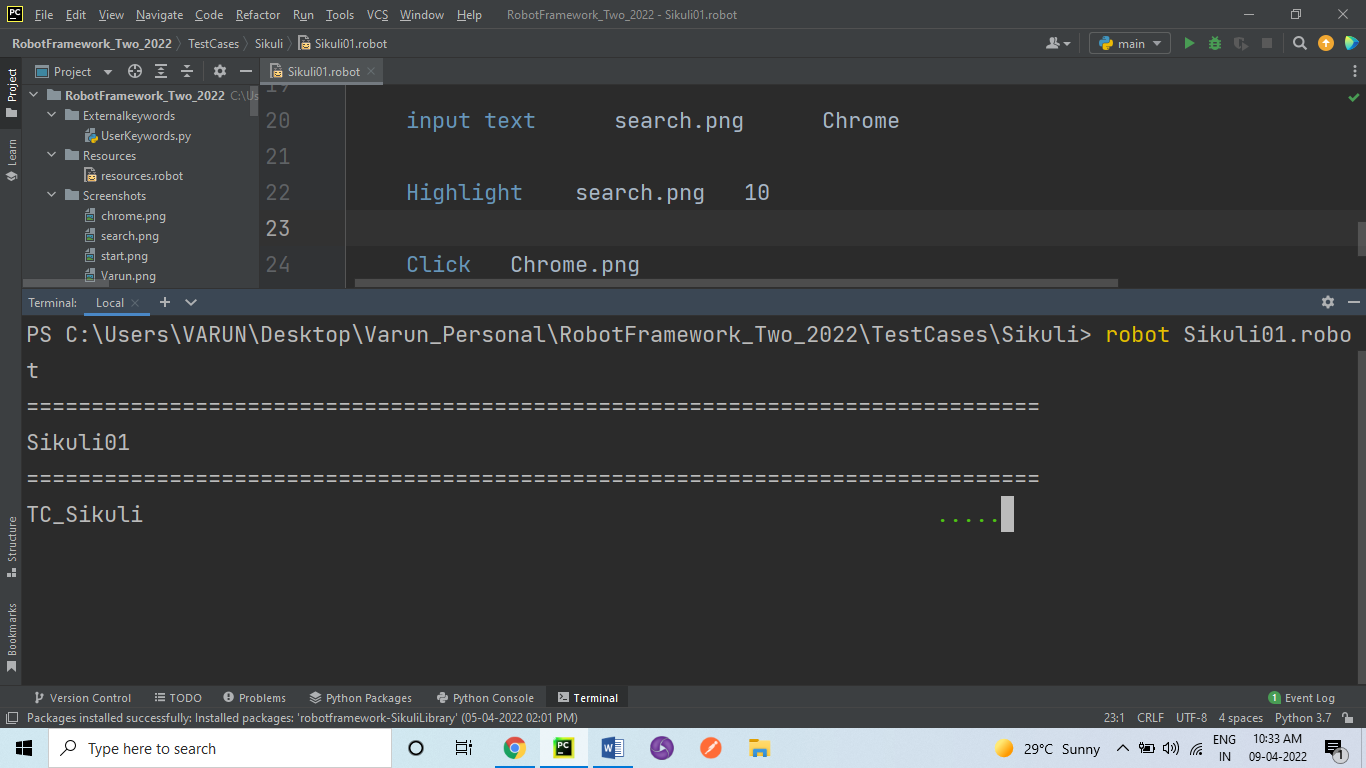 PC File Edit View Navigate Code Refactor Run Tools VCS Window Help RobotFramework_Two_2022 - Sikuli01.robot
RobotFramework_Two_2022 TestCases Sikuli Sikuli01.robot main
Project Sikuli01.robot
Project
Learn
Structure
Bookmarks
RobotFramework_Two_2022 C:\Us
Externalkeywords
UserKeywords.py
Resources
resources.robot
Screenshots
chrome.png
search.png
start.png
Varun.png
19
20 input text search.png Chrome
21
22 Highlight search.png 10
23
24 Click Chrome.png
Terminal: Local
PS C:\Users\VARUN\Desktop\Varun_Personal\RobotFramework_Two_2022\TestCases\Sikuli> robot Sikuli01.robo
t
==============================================================================
Sikuli01
==============================================================================
TC_Sikuli .....
Version Control TODO Problems Python Packages Python Console Terminal 1 Event Log
Packages installed successfully: Installed packages: 'robotframework-SikuliLibrary' (05-04-2022 02:01 PM) 23:1 CRLF UTF-8 4 spaces Python 3.7
Type here to search PC W 29°C Sunny ENG 10:33 AM
IN 09-04-2022 1